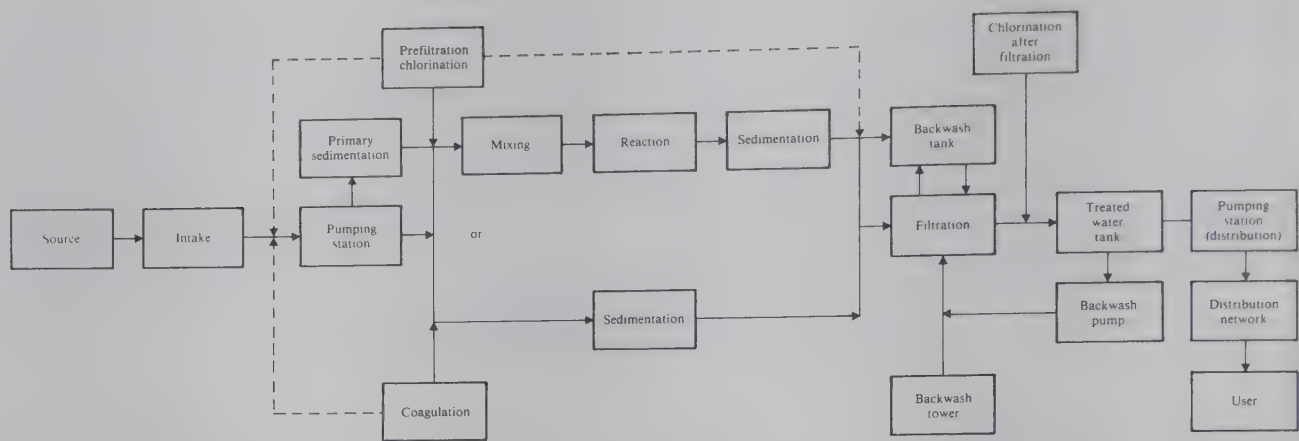 Prefiltration
chlorination
Chlorination
after
filtration
Primary
sedimentation
Mixing
Reaction
Sedimentation
Backwash
tank
Source
Intake
Pumping
station
or
Filtration
Treated
water
tank
Pumping
station
(distribution)
Sedimentation
Backwash
pump
Distribution
network
Coagulation
Backwash
tower
User